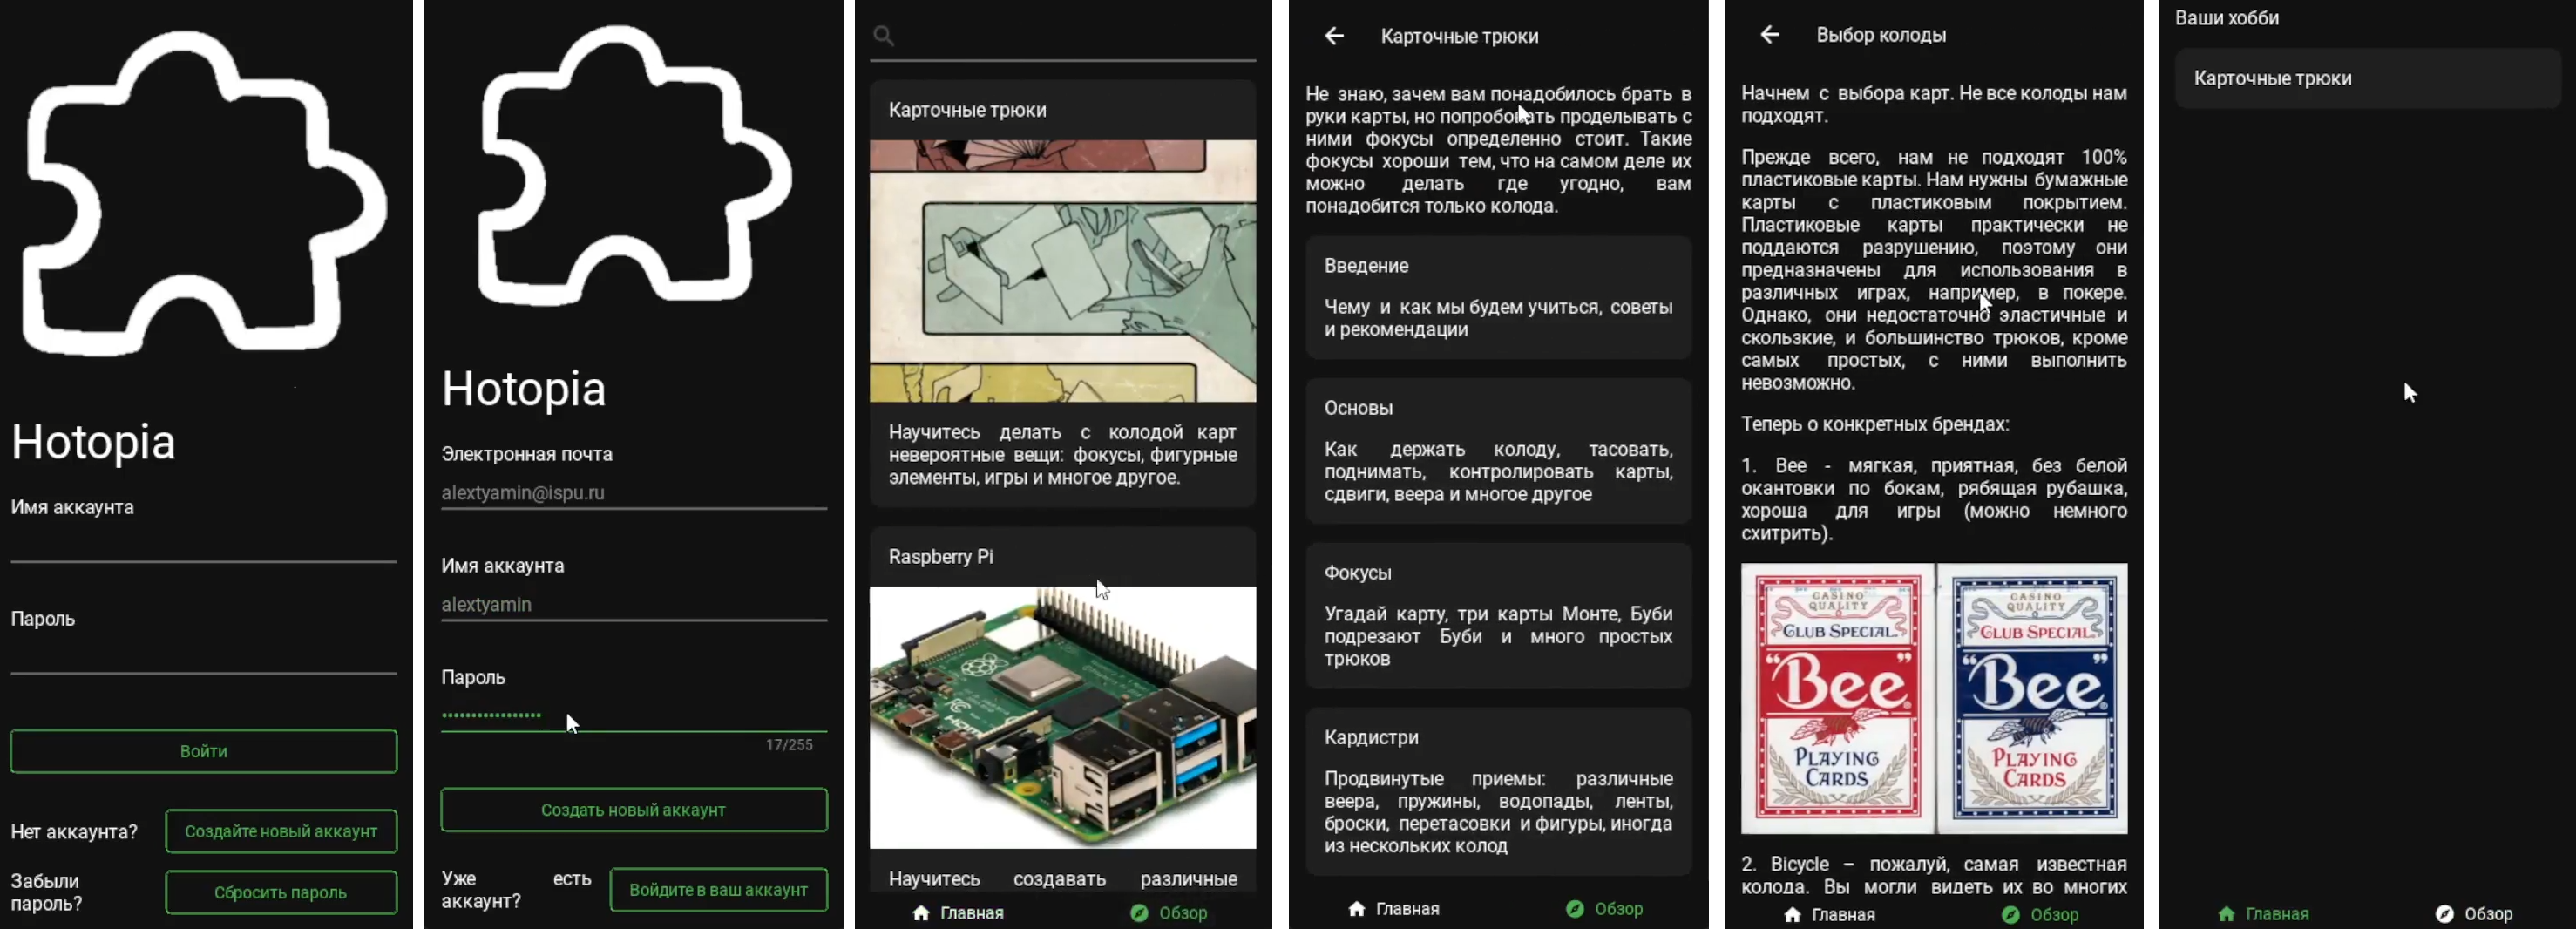 Hotopia
Имя аккаунта
Пароль
Войти
Нет аккаунта?
Создайте новый аккаунт
Забыли
пароль?
Сбросить пароль
Hotopia
Электронная почта
alextyamin@ispu.ru
Имя аккаунта
alextyamin
Пароль
17/255
Создать новый аккаунт
Уже есть
аккаунт?
Войдите в ваш аккаунт
Карточные трюки
Научитесь делать с колодой карт
невероятные вещи: фокусы, фигурные
элементы, игры и многое другое.
Raspberry Pi
Научитесь создавать различные
Главная
Обзор
Карточные трюки
Не знаю, зачем вам понадобилось брать в
руки карты, но попробовать проделывать с
ними фокусы определенно стоит. Такие
фокусы хороши тем, что на самом деле их
можно делать где угодно, вам
понадобится только колода.
Введение
Чему и как мы будем учиться, советы
и рекомендации
Основы
Как держать колоду, тасовать,
поднимать, контролировать карты,
сдвиги, веера и многое другое
Фокусы
Угадай карту, три карты Монте, Буби
подрезают Буби и много простых
трюков
Кардистри
Продвинутые приемы: различные
веера, пружины, водопады, ленты,
броски, перетасовки и фигуры, иногда
из нескольких колод
Главная
Обзор
Выбор колоды
Начнем с выбора карт. Не все колоды нам
подходят.
Прежде всего, нам не подходят 100%
пластиковые карты. Нам нужны бумажные
карты с пластиковым покрытием.
Пластиковые карты практически не
поддаются разрушению, поэтому они
предназначены для использования в
различных играх, например, в покере.
Однако, они недостаточно эластичные и
скользкие, и большинство трюков, кроме
самых простых, с ними выполнить
невозможно.
Теперь о конкретных брендах:
1. Bee - мягкая, приятная, без белой
окантовки по бокам, рябящая рубашка,
хороша для игры (можно немного
схитрить).
CASINO
QUALITY
CLUB SPECIAL.
"Bee"
PLAYING
CARDS
CASINO
QUALITY
CLUB SPECIAL.
"Bee"
PLAYING
CARDS
2. Bicycle – пожалуй, самая известная
колода. Вы могли видеть их во многих
Главная
Обзор
Ваши хобби
Карточные трюки
Главная
Обзор